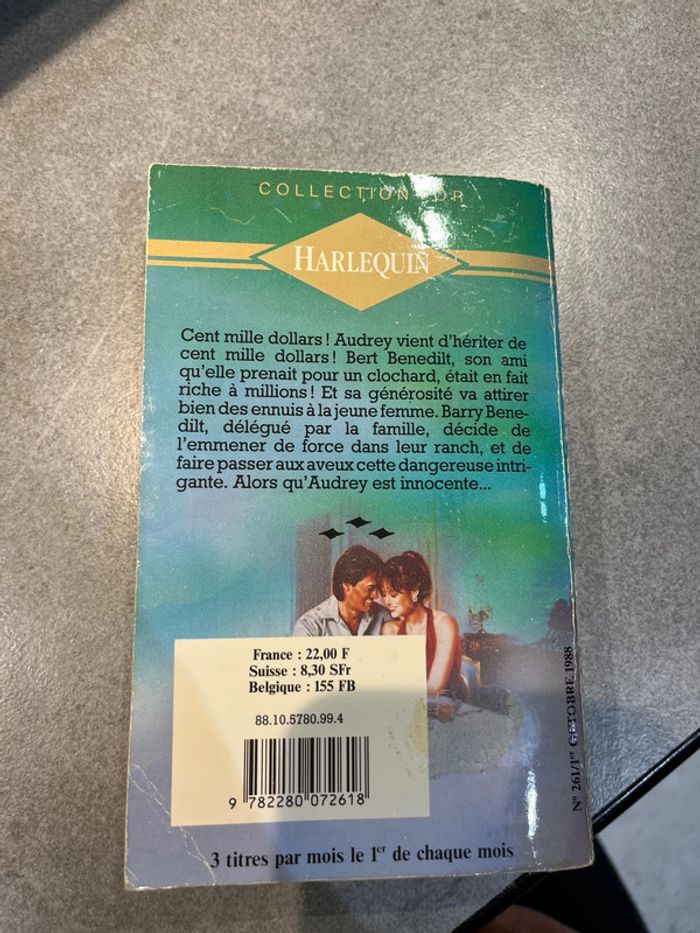 COLLECTION OR
HARLEQUIN
Cent mille dollars ! Audrey vient d'hériter de
cent mille dollars ! Bert Benedilt, son ami
qu'elle prenait pour un clochard, était en fait
riche à millions ! Et sa générosité va attirer
bien des ennuis à la jeune femme. Barry Bene-
dilt, délégué par la famille, décide de
l'emmener de force dans leur ranch, et de
faire passer aux aveux cette dangereuse intri-
gante. Alors qu'Audrey est innocente...
France : 22,00 F
Suisse : 8,30 SFr
Belgique : 155 FB
88.10.5780.99.4
9 782280 072618
3 titres par mois le 1er de chaque mois
N° 261/1er OCTOBRE 1988